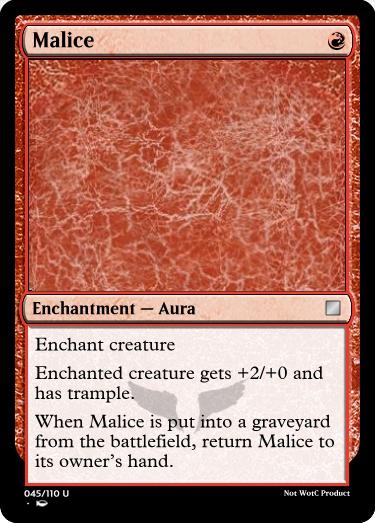 Malice
Enchantment — Aura
Enchant creature
Enchanted creature gets +2/+0 and
has trample.
When Malice is put into a graveyard
from the battlefield, return Malice to
its owner's hand.
045/110 U
Not WotC Product